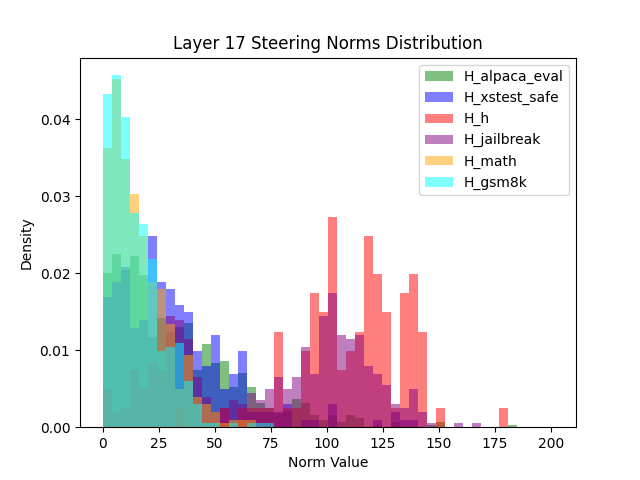 Layer 17 Steering Norms Distribution
H_alpaca_eval
H_xstest_safe
H_h
H_jailbreak
H_math
H_gsm8k
Density
0.04
0.03
0.02
0.01
0.00
0 25 50 75 100 125 150 175 200
Norm Value